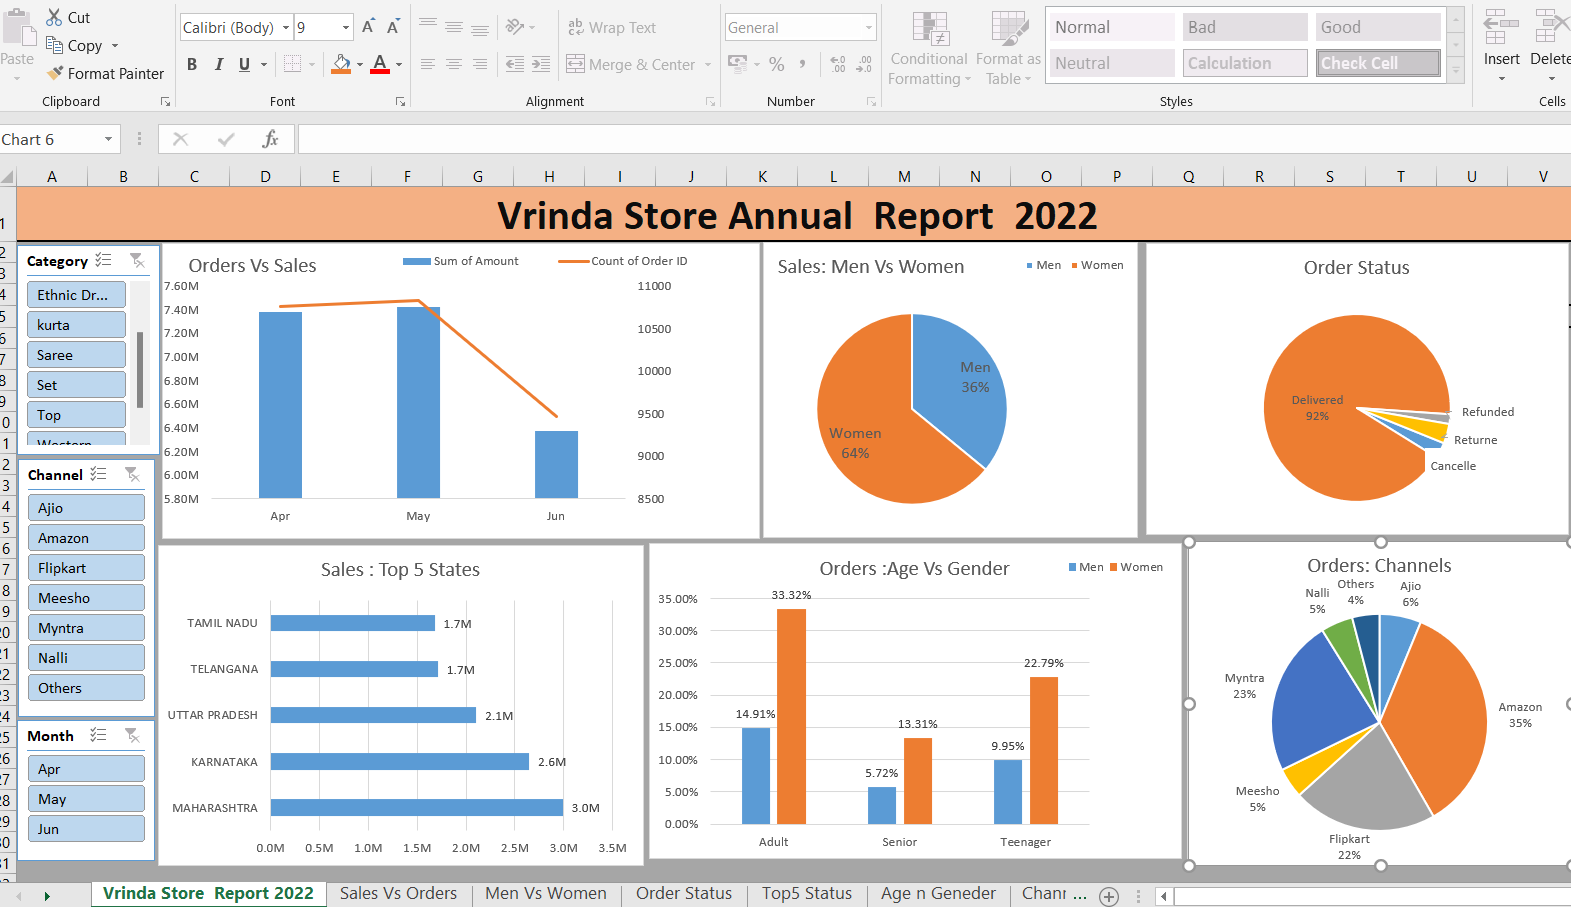 Cut
Copy
Paste
Format Painter
Clipboard
Calibri (Body)
9
A A
B I U
A
Font
ab
Wrap Text
Merge & Center
Alignment
General
% ,
Number
Conditional
Formatting
Format as
Table
Normal
Bad
Good
Neutral
Calculation
Check Cell
Styles
Insert
Delete
Cells
Chart 6
fx
A B C D E F G H I J K L M N O P Q R S T U V
Vrinda Store Annual Report 2022
Category
Ethnic Dr...
kurta
Saree
Set
Top
Western
Channel
Ajio
Amazon
Flipkart
Meesho
Myntra
Nalli
Others
Month
Apr
May
Jun
Orders Vs Sales
Sum of Amount
Count of Order ID
7.60M
7.40M
7.20M
7.00M
6.80M
6.60M
6.40M
6.20M
6.00M
5.80M
11000
10500
10000
9500
9000
8500
Apr
May
Jun
Sales: Men Vs Women
Men
Women
Men
36%
Women
64%
Order Status
Delivered
92%
Refunded
Returne
Cancelle
Sales : Top 5 States
TAMIL NADU
1.7M
TELANGANA
1.7M
UTTAR PRADESH
2.1M
KARNATAKA
2.6M
MAHARASHTRA
3.0M
0.0M 0.5M 1.0M 1.5M 2.0M 2.5M 3.0M 3.5M
Orders :Age Vs Gender
Men
Women
35.00%
30.00%
25.00%
20.00%
15.00%
10.00%
5.00%
0.00%
14.91%
33.32%
5.72%
13.31%
9.95%
22.79%
Adult
Senior
Teenager
Orders: Channels
Others
4%
Ajio
6%
Nalli
5%
Myntra
23%
Amazon
35%
Meesho
5%
Flipkart
22%
Vrinda Store Report 2022
Sales Vs Orders
Men Vs Women
Order Status
Top5 Status
Age n Geneder
Chanr ...